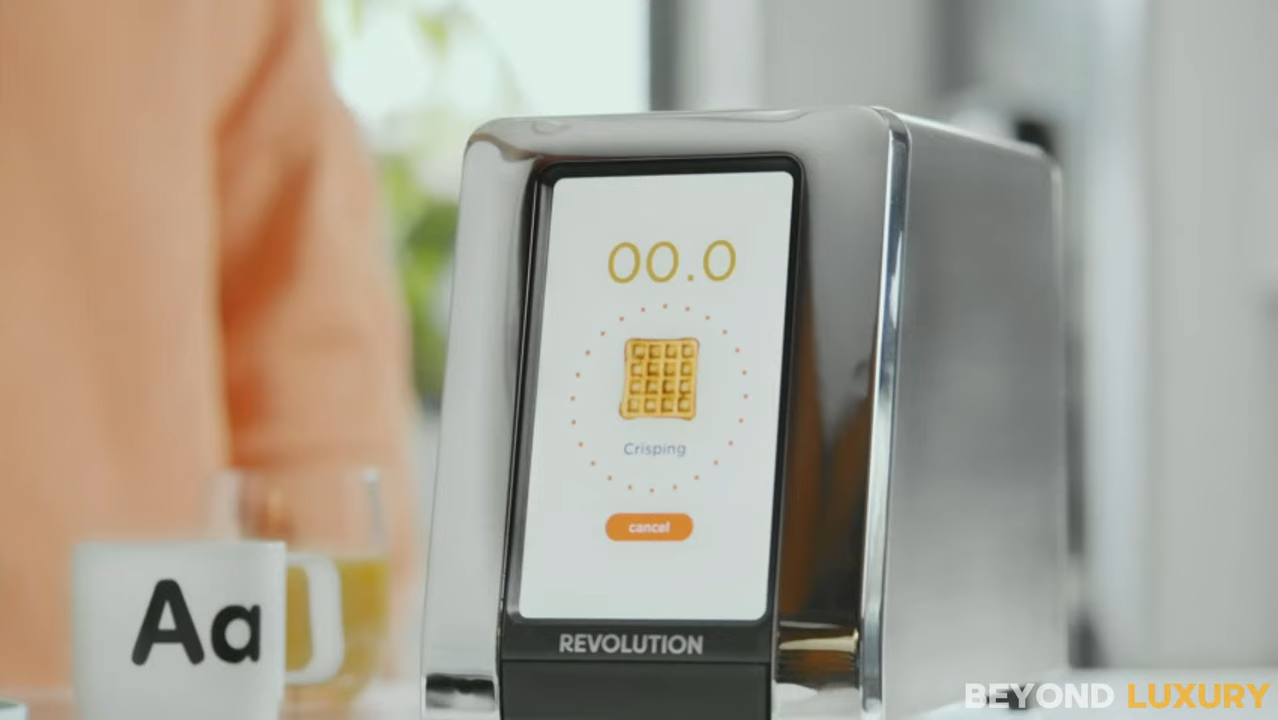 00.0
Crisping
cancel
REVOLUTION
Aa
BEYOND LUXURY